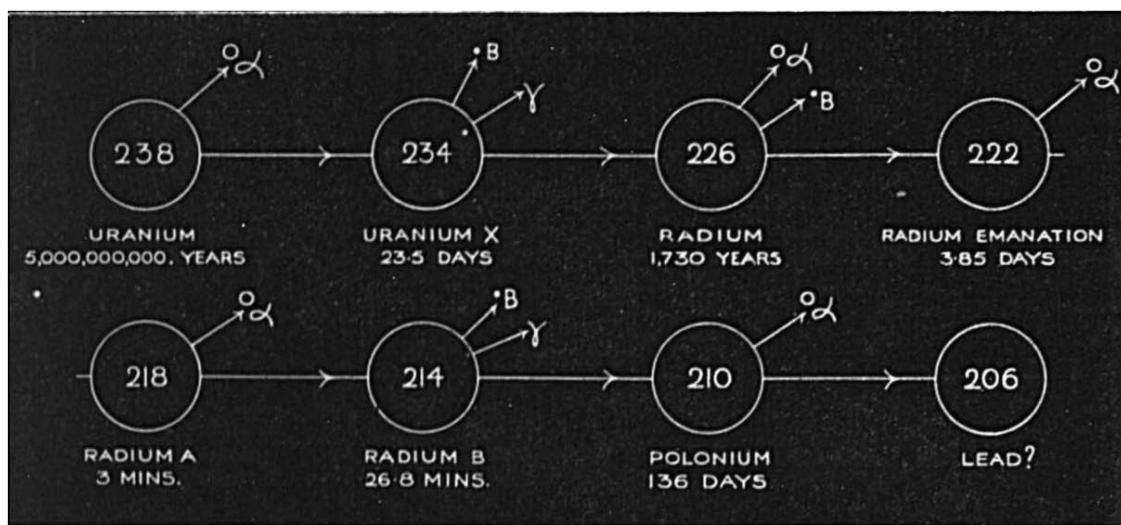 α
B
γ
α
B
α
238
234
226
222
URANIUM
5,000,000,000. YEARS
URANIUM X
23·5 DAYS
RADIUM
1,730 YEARS
RADIUM EMANATION
3·85 DAYS
α
B
γ
α
218
214
210
206
RADIUM A
3 MINS.
RADIUM B
26·8 MINS.
POLONIUM
136 DAYS
LEAD?